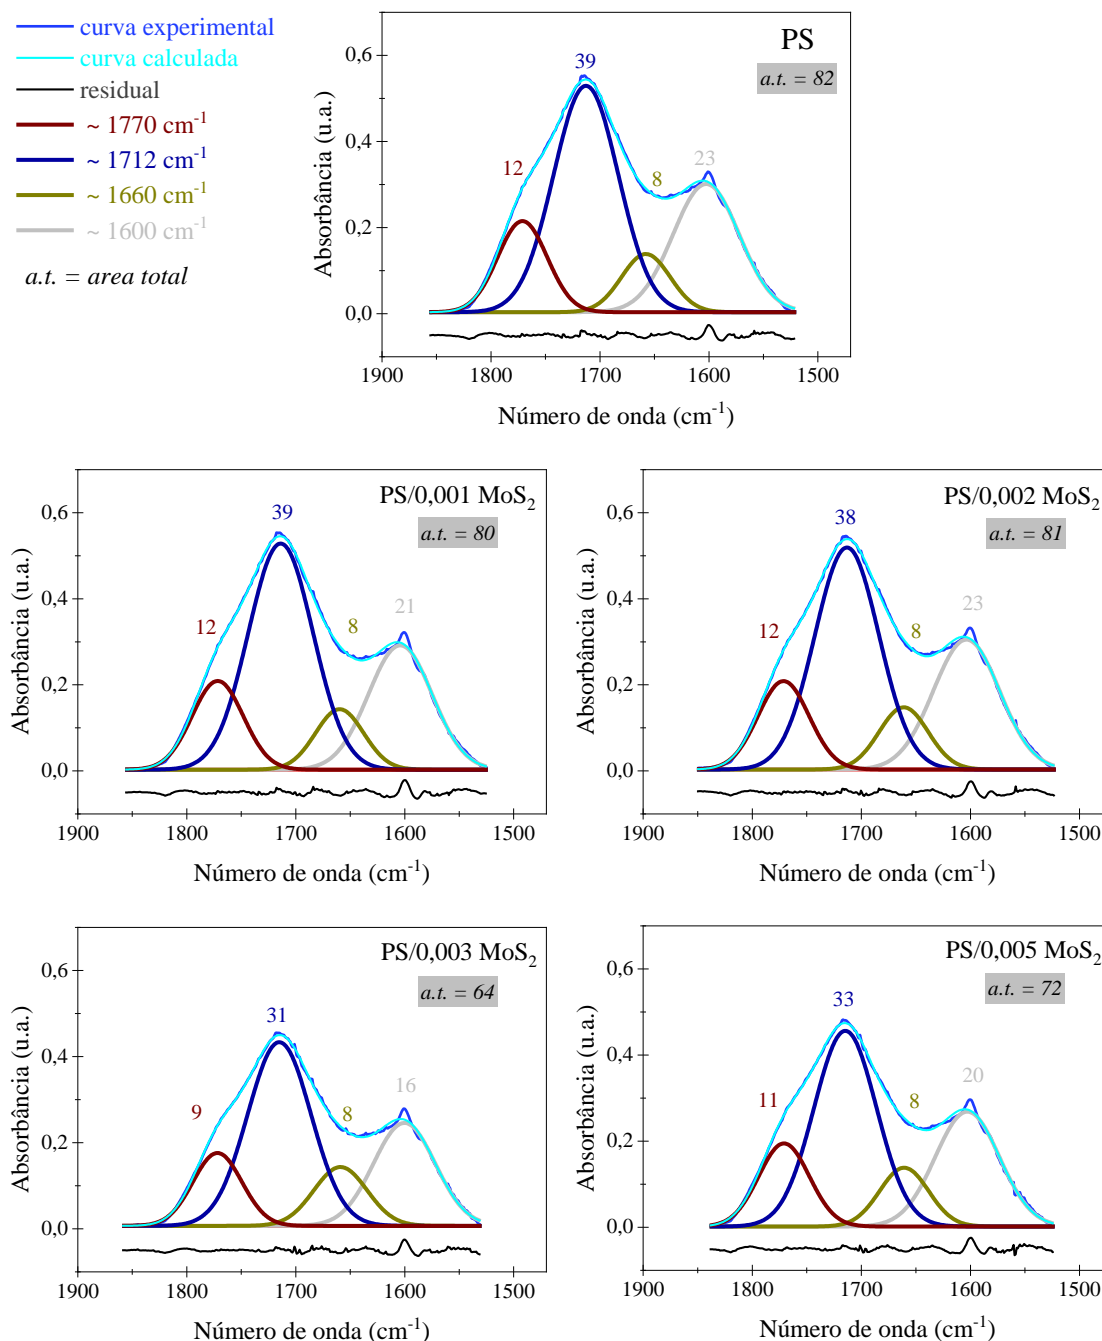 curva experimental
curva calculada
residual
~ 1770 cm⁻¹
~ 1712 cm⁻¹
~ 1660 cm⁻¹
~ 1600 cm⁻¹
a.t. = area total
PS
a.t. = 82
39
12
8
23
0,6
0,4
0,2
0,0
Absorbância (u.a.)
1900 1800 1700 1600 1500
Número de onda (cm⁻¹)
PS/0,001 MoS₂
a.t. = 80
39
12
8
21
0,6
0,4
0,2
0,0
Absorbância (u.a.)
1900 1800 1700 1600 1500
Número de onda (cm⁻¹)
PS/0,002 MoS₂
a.t. = 81
38
12
8
23
0,6
0,4
0,2
0,0
Absorbância (u.a.)
1900 1800 1700 1600 1500
Número de onda (cm⁻¹)
PS/0,003 MoS₂
a.t. = 64
31
9
8
16
0,6
0,4
0,2
0,0
Absorbância (u.a.)
1900 1800 1700 1600 1500
Número de onda (cm⁻¹)
PS/0,005 MoS₂
a.t. = 72
33
11
8
20
0,6
0,4
0,2
0,0
Absorbância (u.a.)
1900 1800 1700 1600 1500
Número de onda (cm⁻¹)